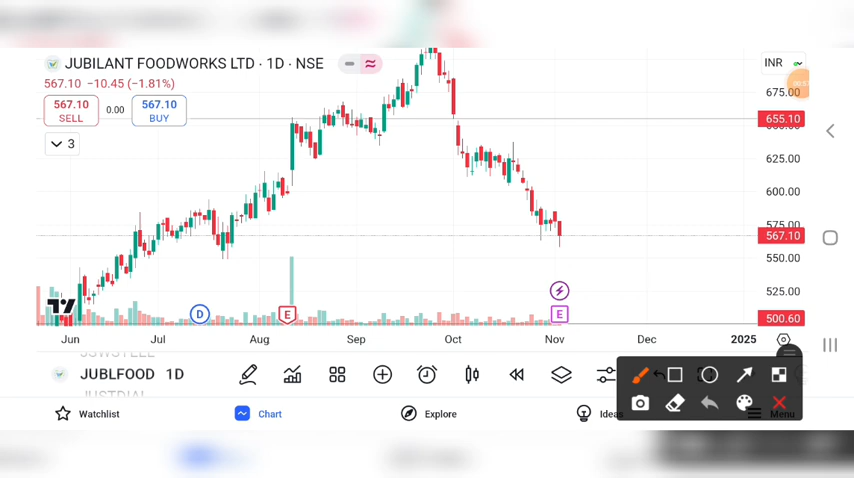 JUBILANT FOODWORKS LTD · 1D · NSE
INR
567.10 −10.45 (−1.81%)
567.10 SELL
0.00
567.10 BUY
3
675.00
655.10
625.00
600.00
575.00
567.10
550.00
525.00
500.60
D
E
E
Jun Jul Aug Sep Oct Nov Dec 2025
JSWSTEEL
JUBLFOOD 1D
JUSTDIAL
Watchlist Chart Explore Ideas Menu